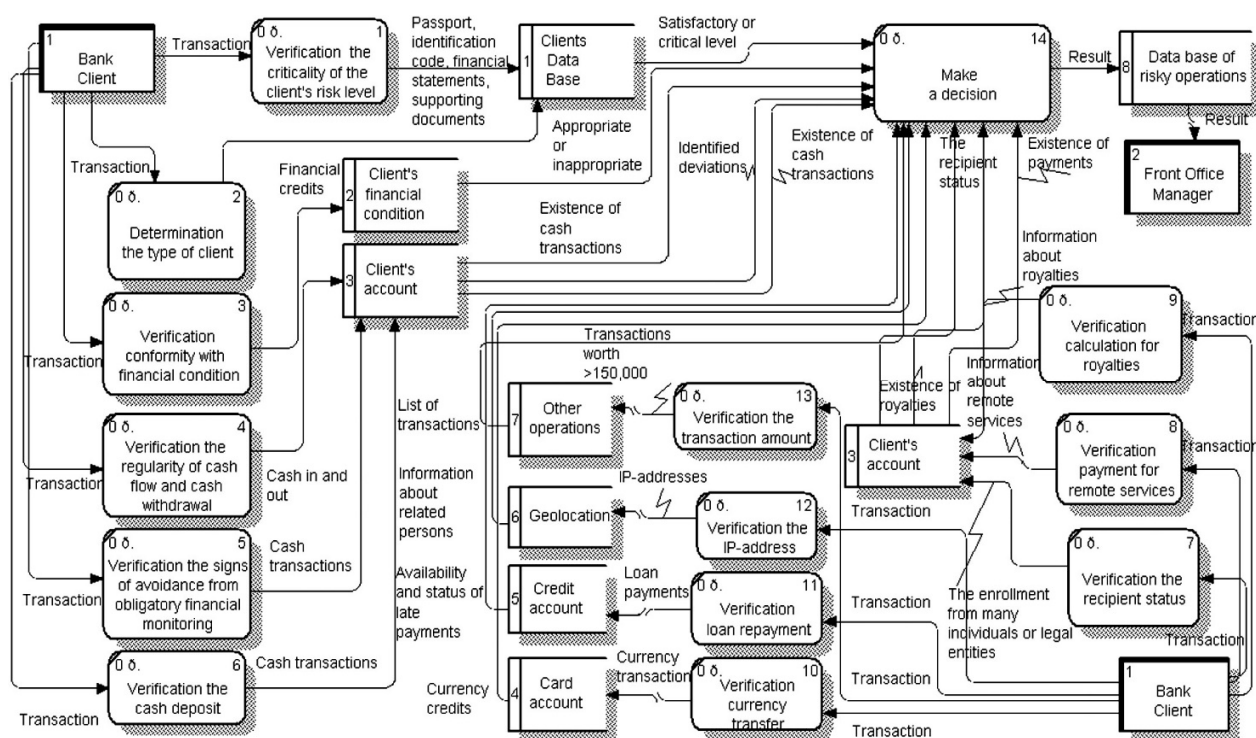 1
Bank
Client
Transaction
0 ð.
1
Verification the
criticality of the
client's risk level
Passport,
identification
code, financial
statements,
supporting
documents
1
Clients
Data
Base
Satisfactory or
critical level
0 ð.
14
Make
a decision
Result
8
Data base of
risky operations
Result
2
Front Office
Manager
Transaction
0 ð.
2
Determination
the type of client
Appropriate
or
inappropriate
Financial
credits
2
Client's
financial
condition
Existence of
cash
transactions
3
Client's
account
Identified
deviations
Existence of
cash
transactions
The
recipient
status
Existence of
payments
Information
about
royalties
0 ð.
3
Verification
conformity with
financial condition
Transaction
0 ð.
4
Verification the
regularity of cash
flow and cash
withdrawal
Transaction
Cash in and
out
0 ð.
5
Verification the signs
of avoidance from
obligatory financial
monitoring
Transaction
Cash
transactions
0 ð.
6
Verification the
cash deposit
Transaction
Cash transactions
List of
transactions
Information
about
related
persons
Availability
and status of
late
payments
Currency
credits
Transactions
worth
>150,000
7
Other
operations
0 ð.
13
Verification the
transaction amount
IP-addresses
6
Geolocation
0 ð.
12
Verification the
IP-address
Loan
payments
5
Credit
account
0 ð.
11
Verification
loan repayment
Currency
transaction
4
Card
account
0 ð.
10
Verification
currency
transfer
Existence of
royalties
Information
about
remote
services
3
Client's
account
Transaction
Transaction
Transaction
Transaction
The enrollment
from many
individuals or legal
entities
0 ð.
9
Verification
calculation for
royalties
Transaction
0 ð.
8
Verification
payment for
remote services
Transaction
0 ð.
7
Verification the
recipient status
Transaction
1
Bank
Client